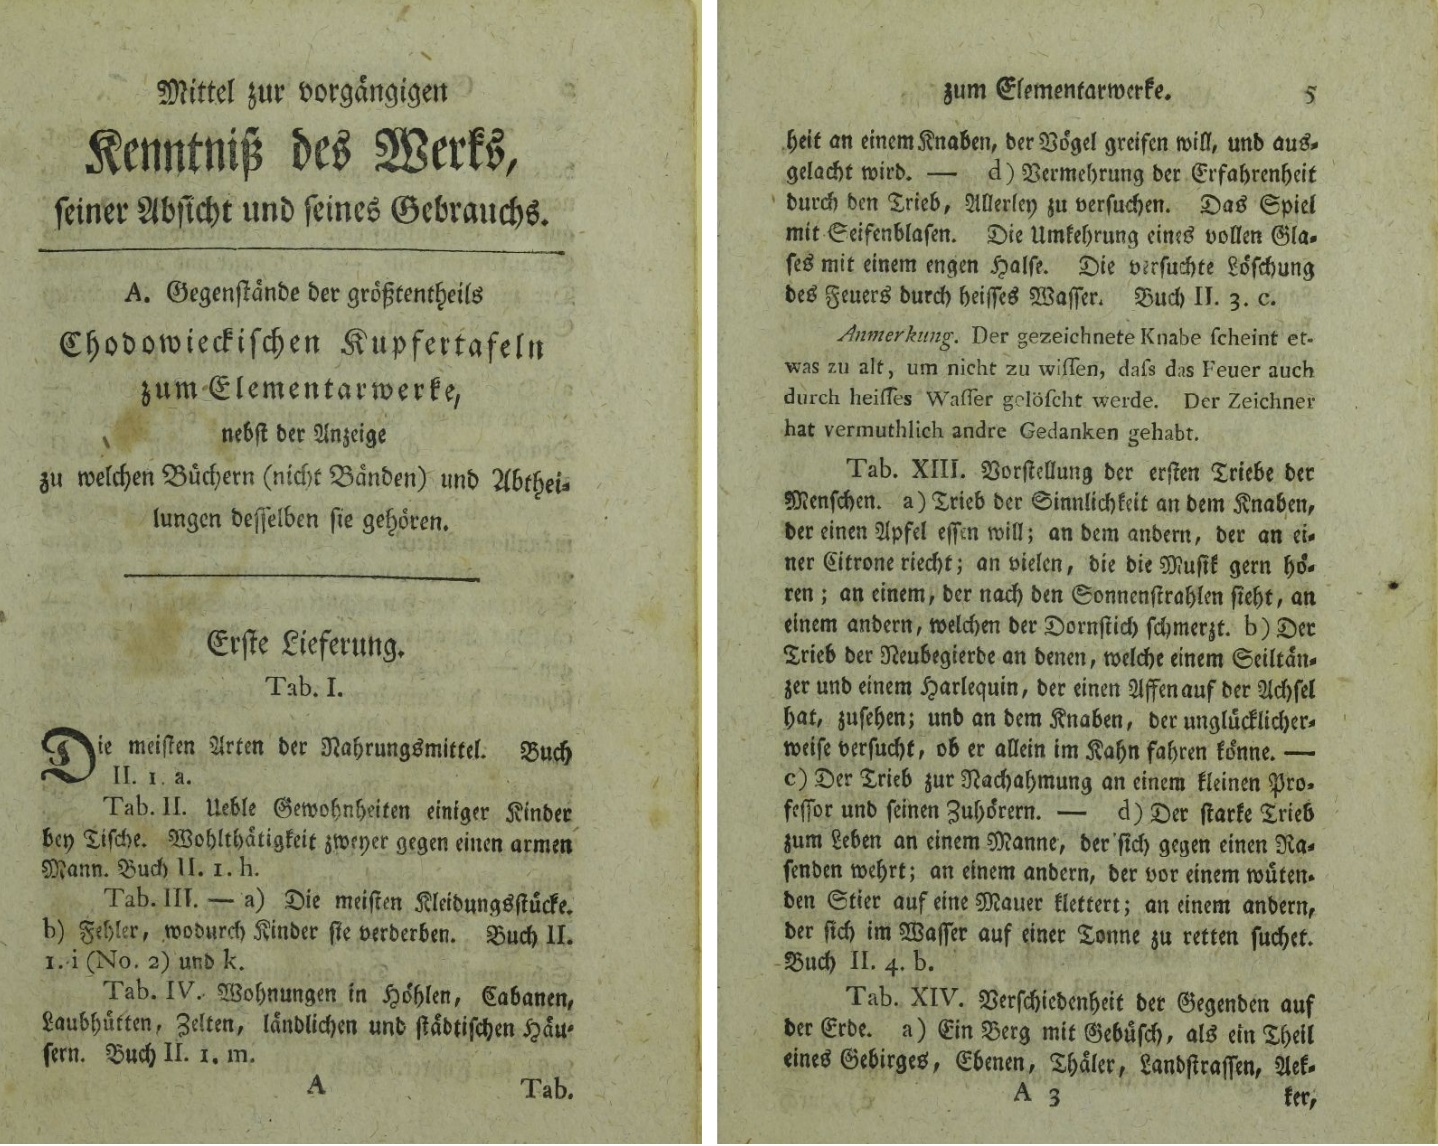 Mittel zur vorgängigen
Kenntniß des Werks,
seiner Absicht und seines Gebrauchs.
A. Gegenstände der größtentheils
Chodowieckischen Kupfertafeln
zum Elementarwerke,
nebst der Anzeige
zu welchen Büchern (nicht Bänden) und Abthei-
lungen desselben sie gehören.
Erste Lieferung.
Tab. I.
Die meisten Arten der Nahrungsmittel. Buch
II. 1. a.
Tab. II. Ueble Gewohnheiten einiger Kinder
bey Tische. Wohlthätigkeit zweyer gegen einen armen
Mann. Buch II. 1. h.
Tab. III. — a) Die meisten Kleidungsstücke.
b) Fehler, wodurch Kinder sie verderben. Buch II.
1. i (No. 2) und k.
Tab. IV. Wohnungen in Höhlen, Cabanen,
Laubhütten, Zelten, ländlichen und städtischen Häu-
sern. Buch II. 1. m.
A Tab.
zum Elementarwerke. 5
heit an einem Knaben, der Vögel greifen will, und aus-
gelacht wird. — d) Vermehrung der Erfahrenheit
durch den Trieb, Allerley zu versuchen. Das Spiel
mit Seifenblasen. Die Umkehrung eines vollen Gla-
ses mit einem engen Halse. Die versuchte Löschung
des Feuers durch heisses Wasser. Buch II. 3. c.
Anmerkung. Der gezeichnete Knabe ſcheint et-
was zu alt, um nicht zu wiſſen, daſs das Feuer auch
durch heiſſes Waſſer gelöſcht werde. Der Zeichner
hat vermuthlich andre Gedanken gehabt.
Tab. XIII. Vorstellung der ersten Triebe der
Menschen. a) Trieb der Sinnlichkeit an dem Knaben,
der einen Apfel essen will; an dem andern, der an ei-
ner Citrone riecht; an vielen, die die Musik gern hö-
ren; an einem, der nach den Sonnenstrahlen sieht, an
einem andern, welchen der Dornstich schmerzt. b) Der
Trieb der Neubegierde an denen, welche einem Seiltän-
zer und einem Harlequin, der einen Affen auf der Achsel
hat, zusehen; und an dem Knaben, der unglücklicher-
weise versucht, ob er allein im Kahn fahren könne. —
c) Der Trieb zur Nachahmung an einem kleinen Pro-
fessor und seinen Zuhörern. — d) Der starke Trieb
zum Leben an einem Manne, der sich gegen einen Ra-
senden wehrt; an einem andern, der vor einem wüten-
den Stier auf eine Mauer klettert; an einem andern,
der sich im Wasser auf einer Tonne zu retten suchet.
Buch II. 4. b.
Tab. XIV. Verschiedenheit der Gegenden auf
der Erde. a) Ein Berg mit Gebüsch, als ein Theil
eines Gebirges, Ebenen, Thäler, Landstrassen, Aek-
A 3 ker,